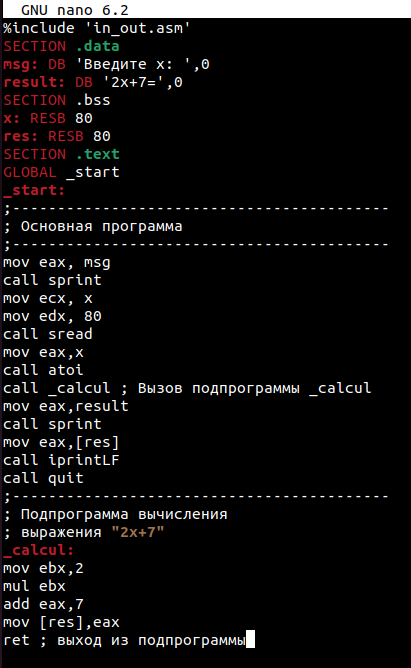 GNU nano 6.2
%include 'in_out.asm'
SECTION .data
msg: DB 'Введите x: ',0
result: DB '2x+7=',0
SECTION .bss
x: RESB 80
res: RESB 80
SECTION .text
GLOBAL _start
_start:
;------------------------------------------
; Основная программа
;------------------------------------------
mov eax, msg
call sprint
mov ecx, x
mov edx, 80
call sread
mov eax,x
call atoi
call _calcul ; Вызов подпрограммы _calcul
mov eax,result
call sprint
mov eax,[res]
call iprintLF
call quit
;------------------------------------------
; Подпрограмма вычисления
; выражения "2x+7"
_calcul:
mov ebx,2
mul ebx
add eax,7
mov [res],eax
ret ; выход из подпрограммы